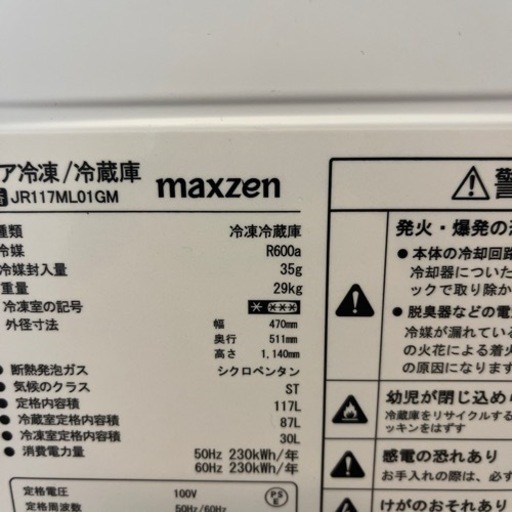 ア冷凍/冷蔵庫
maxzen
JR117ML01GM
種類 冷凍冷蔵庫
冷媒 R600a
冷媒封入量 35g
重量 29kg
冷凍室の記号
外径寸法 幅 470mm
奥行 511mm
高さ 1,140mm
● 断熱発泡ガス シクロペンタン
● 気候のクラス ST
● 定格内容積 117L
● 冷蔵室定格内容積 87L
● 冷凍室定格内容積 30L
● 消費電力量 50Hz 230kWh/年
60Hz 230kWh/年
定格電圧 100V
定格周波数 50Hz/60Hz
PSE
警
発火・爆発の
● 本体の冷却回路
冷却器についた
ックで取り除か
● 脱臭器などの電
冷媒が漏れている
の火花による着火
の原因になります
幼児が閉じ込め
冷蔵庫をリサイクルする
ッキンをはずす
感電の恐れあり
お手入れの際は、必ず
けがのおそれあり